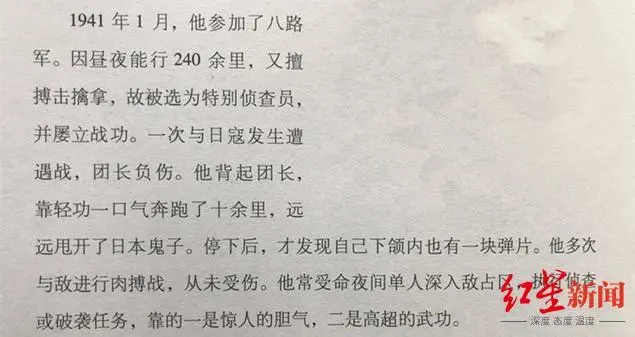 1941 年 1 月，他参加了八路
军。因昼夜能行 240 余里，又擅
搏击擒拿，故被选为特别侦查员，
并屡立战功。一次与日寇发生遭
遇战，团长负伤。他背起团长，
靠轻功一口气奔跑了十余里，远
远甩开了日本鬼子。停下后，才发现自己下颌内也有一块弹片。他多次
与敌进行肉搏战，从未受伤。他常受命夜间单人深入敌占区，执行侦查
或破袭任务，靠的一是惊人的胆气，二是高超的武功。
红星新闻
深度 态度 温度